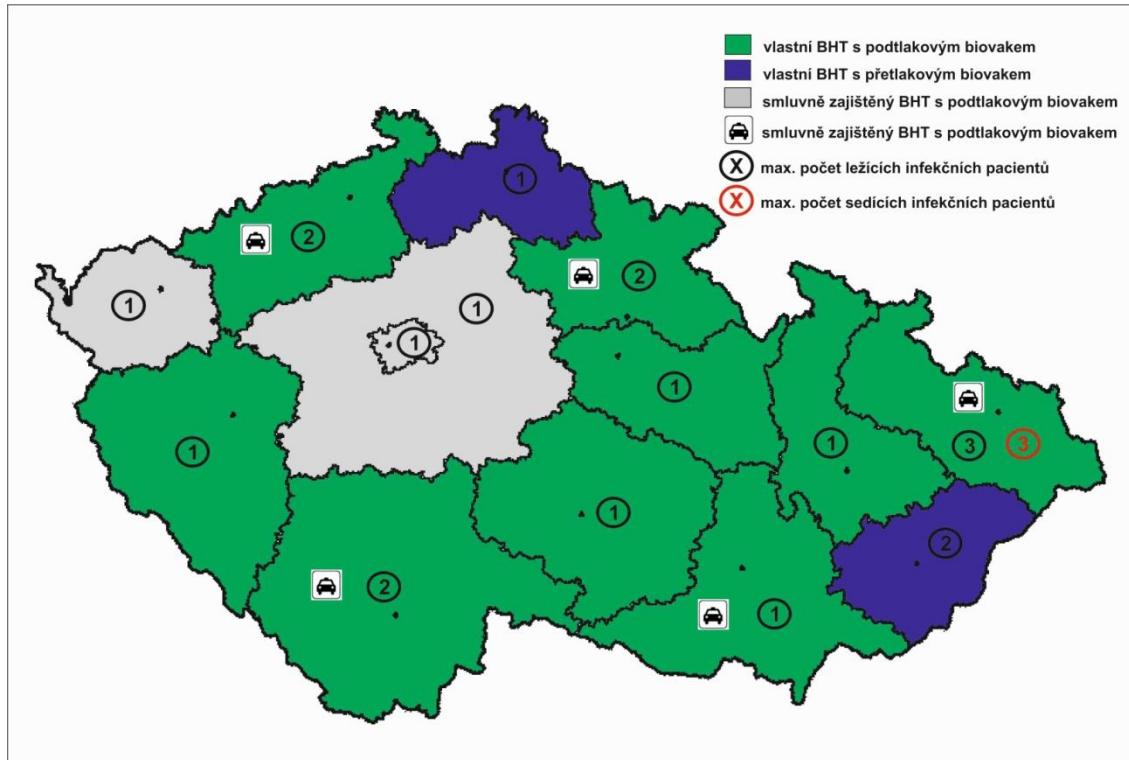 vlastní BHT s podtlakovým biovakem
vlastní BHT s přetlakovým biovakem
smluvně zajištěný BHT s podtlakovým biovakem
smluvně zajištěný BHT s podtlakovým biovakem
X max. počet ležících infekčních pacientů
X max. počet sedících infekčních pacientů
1
2
2
1
1
1
1
3 3
1
1
1
2
2
1